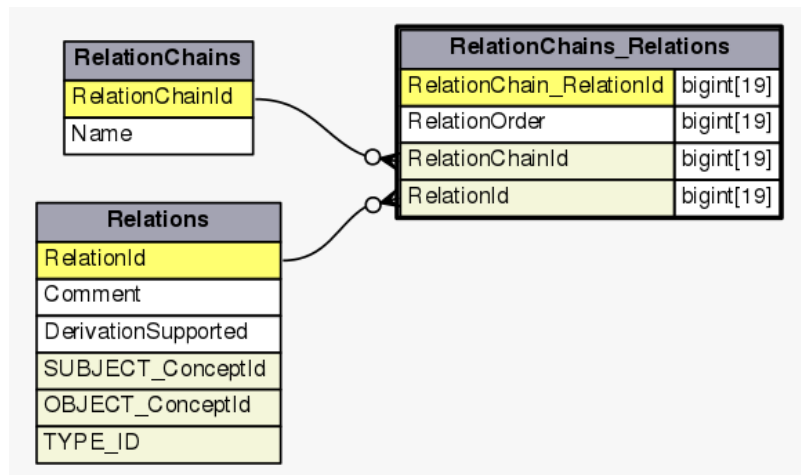 RelationChains
RelationChainId
Name
RelationChains_Relations
RelationChain_RelationId bigint[19]
RelationOrder bigint[19]
RelationChainId bigint[19]
RelationId bigint[19]
Relations
RelationId
Comment
DerivationSupported
SUBJECT_ConceptId
OBJECT_ConceptId
TYPE_ID